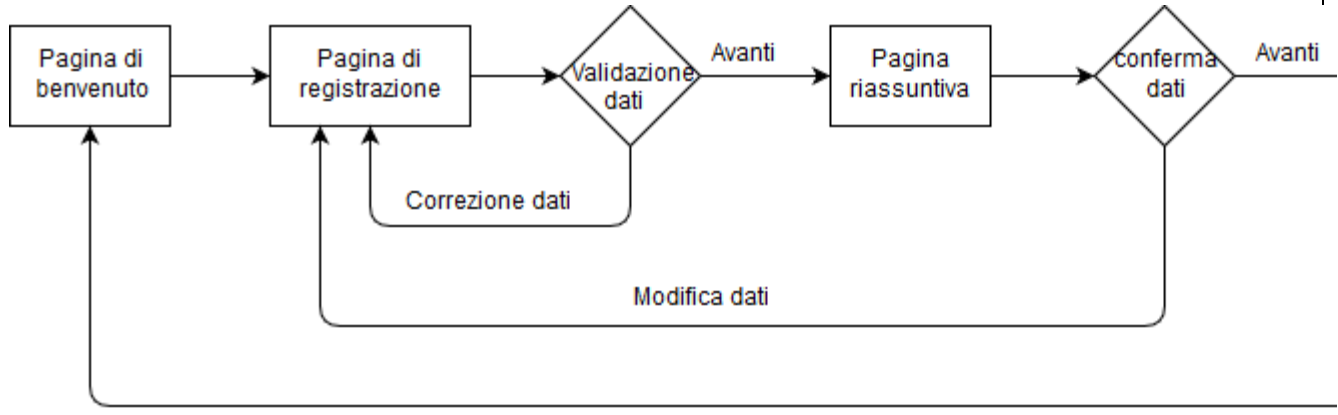 Pagina di
benvenuto
Pagina di
registrazione
Validazione
dati
Avanti
Pagina
riassuntiva
conferma
dati
Avanti
Correzione dati
Modifica dati